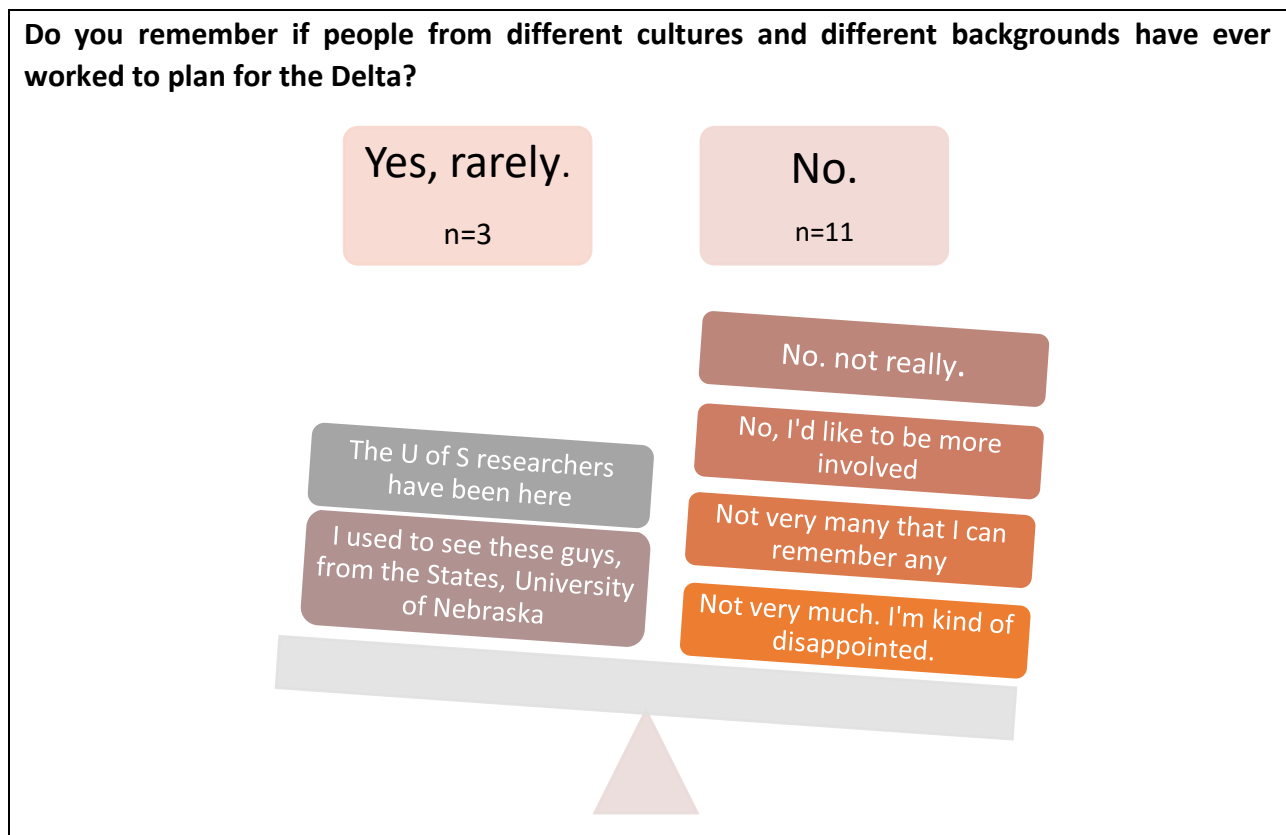 Do you remember if people from different cultures and different backgrounds have ever
worked to plan for the Delta?
Yes, rarely.
n=3
No.
n=11
The U of S researchers
have been here
I used to see these guys,
from the States, University
of Nebraska
No. not really.
No, I'd like to be more
involved
Not very many that I can
remember any
Not very much. I'm kind of
disappointed.